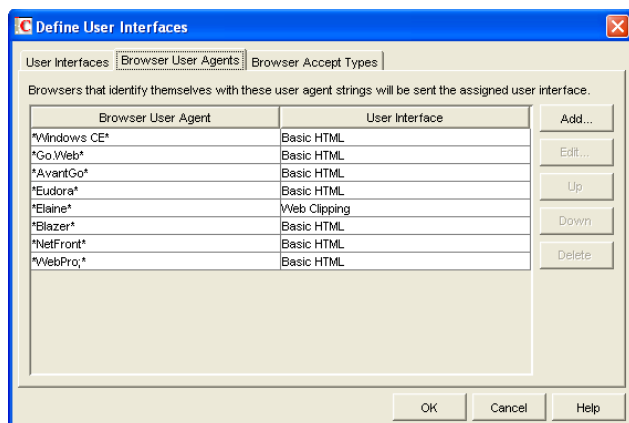 Define User Interfaces
User Interfaces Browser User Agents Browser Accept Types
Browsers that identify themselves with these user agent strings will be sent the assigned user interface.
Browser User Agent User Interface Add...
*Windows CE* Basic HTML
*Go.Web* Basic HTML Edit...
*AvantGo* Basic HTML
*Eudora* Basic HTML Up
*Elaine* Web Clipping
*Blazer* Basic HTML Down
*NetFront* Basic HTML
*WebPro;* Basic HTML Delete
OK Cancel Help